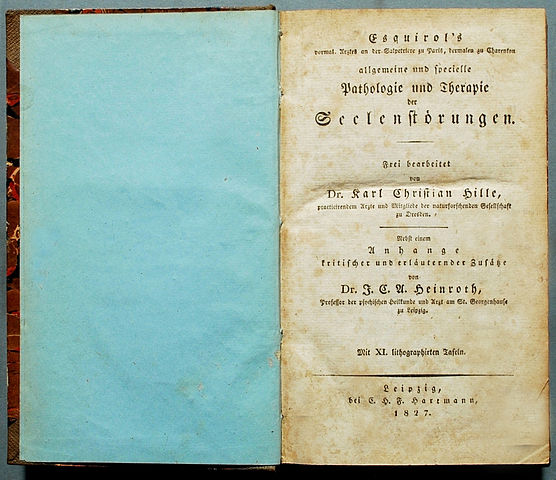 Esquirol's
vormal. Arztes an der Salpetriere zu Paris, dermalen zu Charenton
allgemeine und specielle
Pathologie und Therapie
der
Seelenstörungen.
Frei bearbeitet
von
Dr. Karl Christian Hille,
practicirendem Arzte und Mitgliede der naturforschenden Gesellschaft
zu Dresden.
Nebst einem
Anhange
kritischer und erläuternder Zusätze
von
Dr. J. C. A. Heinroth,
Professor der psychischen Heilkunde und Arzt am St. Georgenhause
zu Leipzig.
Mit XI. lithographirten Tafeln.
Leipzig,
bei C. H. F. Hartmann,
1827.